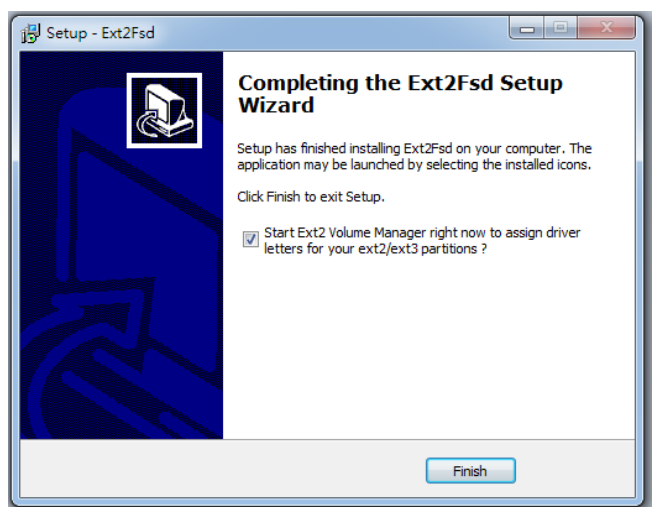 Setup - Ext2Fsd
Completing the Ext2Fsd Setup
Wizard
Setup has finished installing Ext2Fsd on your computer. The
application may be launched by selecting the installed icons.
Click Finish to exit Setup.
Start Ext2 Volume Manager right now to assign driver
letters for your ext2/ext3 partitions ?
Finish